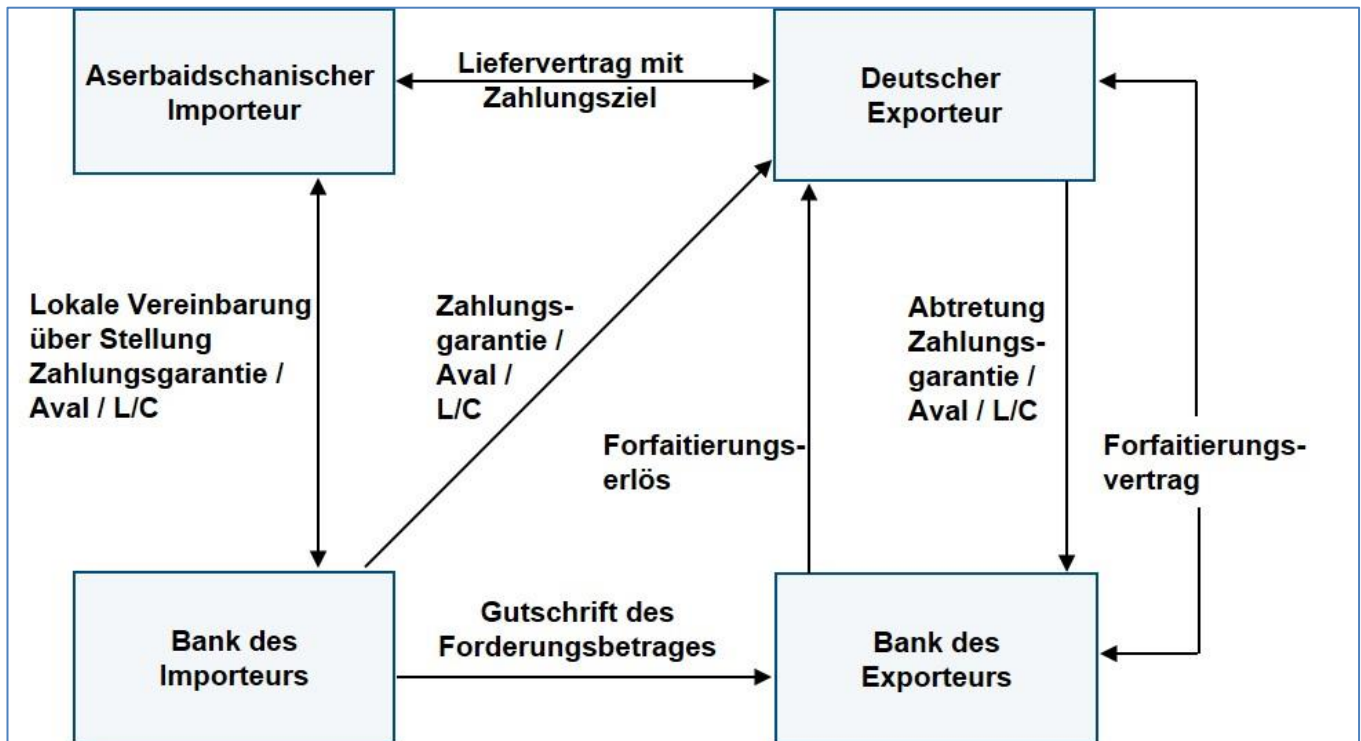 Aserbaidschanischer
Importeur
Liefervertrag mit
Zahlungsziel
Deutscher
Exporteur
Lokale Vereinbarung
über Stellung
Zahlungsgarantie /
Aval / L/C
Zahlungs-
garantie /
Aval /
L/C
Forfaitierungs-
erlös
Abtretung
Zahlungs-
garantie /
Aval / L/C
Forfaitierungs-
vertrag
Bank des
Importeurs
Gutschrift des
Forderungsbetrages
Bank des
Exporteurs